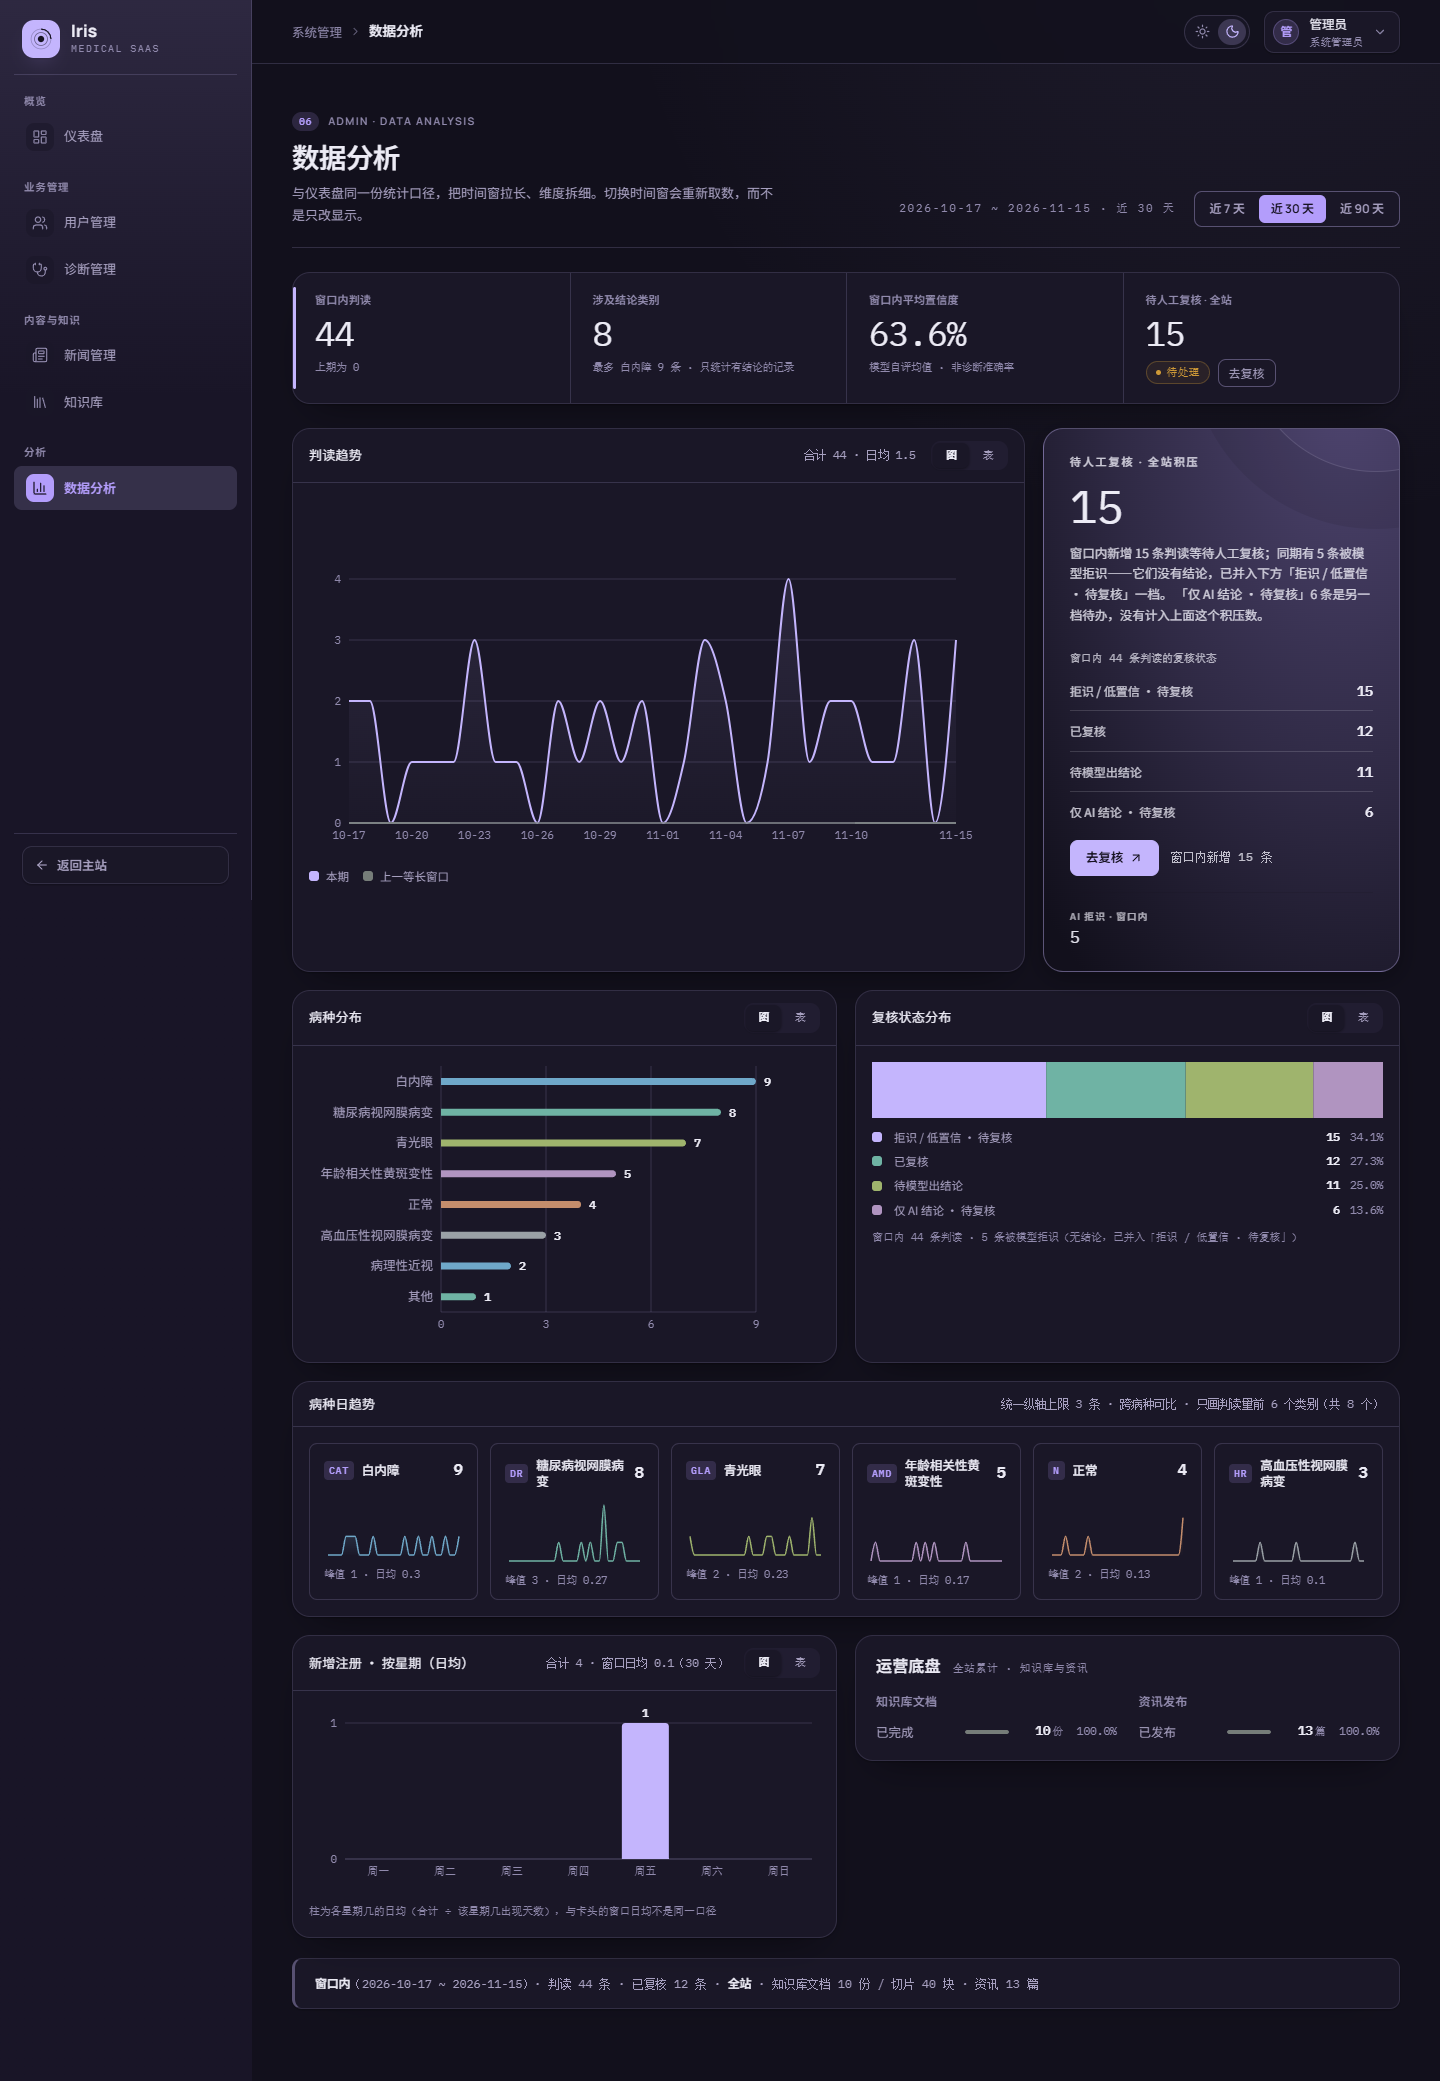 Iris
MEDICAL SAAS
概览
仪表盘
业务管理
用户管理
诊断管理
内容与知识
新闻管理
知识库
分析
数据分析
返回主站
系统管理 > 数据分析
管 管理员
系统管理员
06 ADMIN · DATA ANALYSIS
数据分析
与仪表盘同一份统计口径，把时间窗拉长、维度拆细。切换时间窗会重新取数，而不
是只改显示。
2026-10-17 ~ 2026-11-15 · 近 30 天
近 7 天 近 30 天 近 90 天
窗口内判读
44
上期为 0
涉及结论类别
8
最多 白内障 9 条 · 只统计有结论的记录
窗口内平均置信度
63.6%
模型自评均值 · 非诊断准确率
待人工复核 · 全站
15
待处理 去复核
判读趋势
合计 44 · 日均 1.5 图 表
4
3
2
1
0
10-17 10-20 10-23 10-26 10-29 11-01 11-04 11-07 11-10 11-15
本期 上一等长窗口
待人工复核 · 全站积压
15
窗口内新增 15 条判读等待人工复核；同期有 5 条被模
型拒识——它们没有结论，已并入下方「拒识 / 低置信
· 待复核」一档。 「仅 AI 结论 · 待复核」6 条是另一
档待办，没有计入上面这个积压数。
窗口内 44 条判读的复核状态
拒识 / 低置信 · 待复核 15
已复核 12
待模型出结论 11
仅 AI 结论 · 待复核 6
去复核 窗口内新增 15 条
AI 拒识 · 窗口内
5
病种分布 图 表
白内障 9
糖尿病视网膜病变 8
青光眼 7
年龄相关性黄斑变性 5
正常 4
高血压性视网膜病变 3
病理性近视 2
其他 1
0 3 6 9
复核状态分布 图 表
拒识 / 低置信 · 待复核 15 34.1%
已复核 12 27.3%
待模型出结论 11 25.0%
仅 AI 结论 · 待复核 6 13.6%
窗口内 44 条判读 · 5 条被模型拒识（无结论，已并入「拒识 / 低置信 · 待复核」）
病种日趋势
统一纵轴上限 3 条 · 跨病种可比 · 只画判读量前 6 个类别（共 8 个）
CAT 白内障 9
峰值 1 · 日均 0.3
DR 糖尿病视网膜病
变 8
峰值 3 · 日均 0.27
GLA 青光眼 7
峰值 2 · 日均 0.23
AMD 年龄相关性黄
斑变性 5
峰值 1 · 日均 0.17
N 正常 4
峰值 2 · 日均 0.13
HR 高血压性视网膜
病变 3
峰值 1 · 日均 0.1
新增注册 · 按星期（日均）
合计 4 · 窗口日均 0.1（30 天） 图 表
1
1
0
周一 周二 周三 周四 周五 周六 周日
柱为各星期几的日均（合计 ÷ 该星期几出现天数），与卡头的窗口日均不是同一口径
运营底盘 全站累计 · 知识库与资讯
知识库文档
已完成 10 份 100.0%
资讯发布
已发布 13 篇 100.0%
窗口内（2026-10-17 ~ 2026-11-15）· 判读 44 条 · 已复核 12 条 · 全站 · 知识库文档 10 份 / 切片 40 块 · 资讯 13 篇